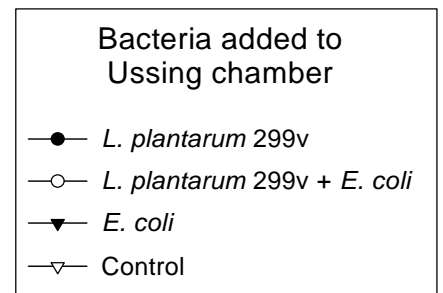 Bacteria added to
Ussing chamber
L. plantarum 299v
L. plantarum 299v + E. coli
E. coli
Control